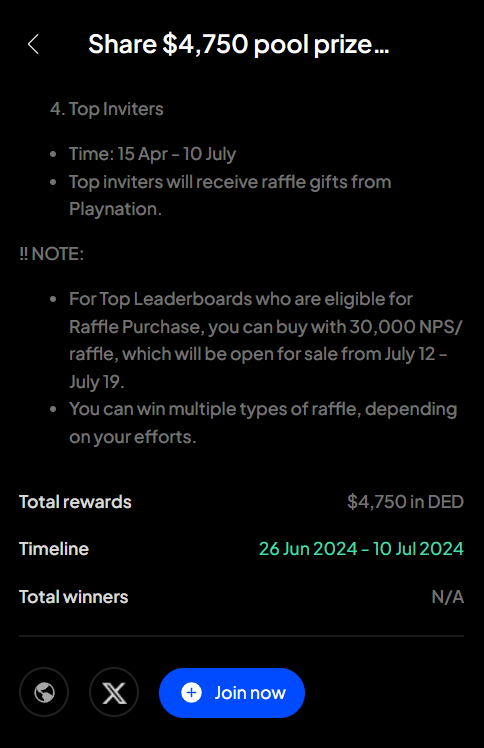 Share $4,750 pool prize...
4. Top Inviters
• Time: 15 Apr - 10 July
• Top inviters will receive raffle gifts from
Playnation.
!! NOTE:
• For Top Leaderboards who are eligible for
Raffle Purchase, you can buy with 30,000 NPS/
raffle, which will be open for sale from July 12 -
July 19.
• You can win multiple types of raffle, depending
on your efforts.
Total rewards $4,750 in DED
Timeline 26 Jun 2024 - 10 Jul 2024
Total winners N/A
Join now